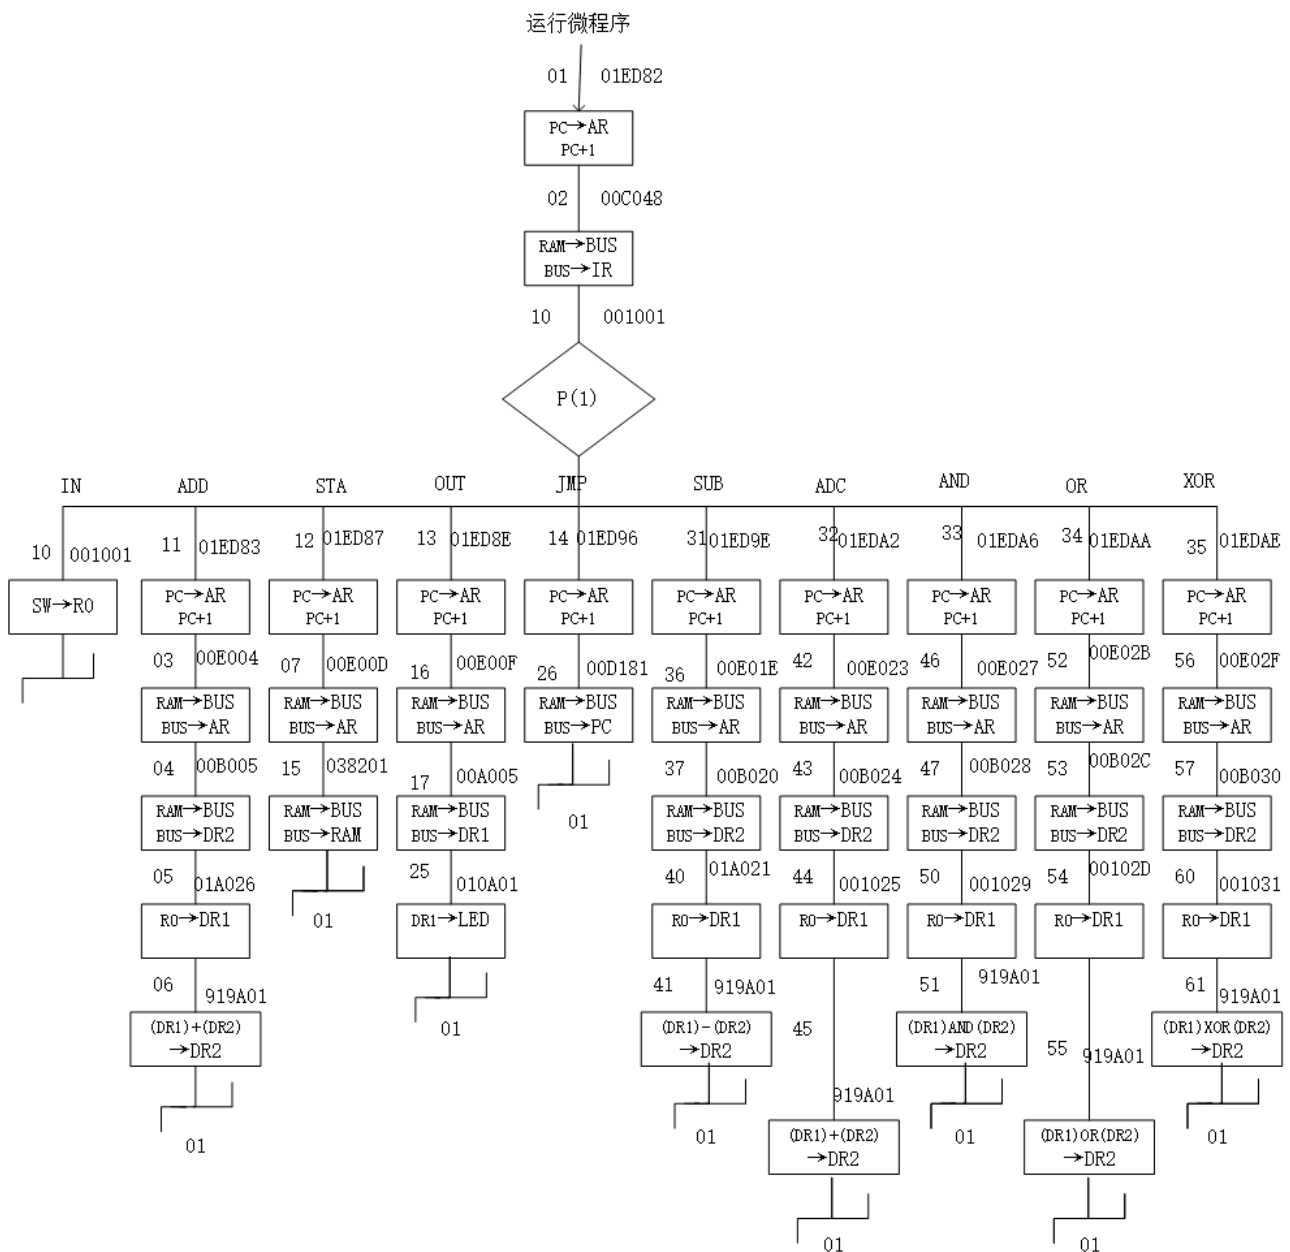 运行微程序
01 01ED82
PC→AR
PC+1
02 00C048
RAM→BUS
BUS→IR
10 001001
P(1)
IN ADD STA OUT JMP SUB ADC AND OR XOR
10 001001 11 01ED83 12 01ED87 13 01ED8E 14 01ED96 31 01ED9E 32 01EDA2 33 01EDA6 34 01EDAA 35 01EDAE
SW→R0 PC→AR PC→AR PC→AR PC→AR PC→AR PC→AR PC→AR PC→AR PC→AR
PC+1 PC+1 PC+1 PC+1 PC+1 PC+1 PC+1 PC+1 PC+1
03 00E004 07 00E00D 16 00E00F 26 00D181 36 00E01E 42 00E023 46 00E027 52 00E02B 56 00E02F
RAM→BUS RAM→BUS RAM→BUS RAM→BUS RAM→BUS RAM→BUS RAM→BUS RAM→BUS RAM→BUS
BUS→AR BUS→AR BUS→AR BUS→PC BUS→AR BUS→AR BUS→AR BUS→AR BUS→AR
04 00B005 15 038201 17 00A005 37 00B020 43 00B024 47 00B028 53 00B02C 57 00B030
RAM→BUS RAM→BUS RAM→BUS RAM→BUS RAM→BUS RAM→BUS RAM→BUS RAM→BUS
BUS→DR2 BUS→RAM BUS→DR1 01 BUS→DR2 BUS→DR2 BUS→DR2 BUS→DR2 BUS→DR2
05 01A026 25 010A01 40 01A021 44 001025 50 001029 54 00102D 60 001031
R0→DR1 01 DR1→LED R0→DR1 R0→DR1 R0→DR1 R0→DR1 R0→DR1
06 919A01 41 919A01 51 919A01 61 919A01
(DR1)+(DR2) 01 (DR1)-(DR2) 45 (DR1)AND(DR2) 55 919A01 (DR1)XOR(DR2)
→DR2 →DR2 →DR2 →DR2
919A01
01 01 (DR1)+(DR2) 01 (DR1)OR(DR2) 01
→DR2 →DR2
01 01